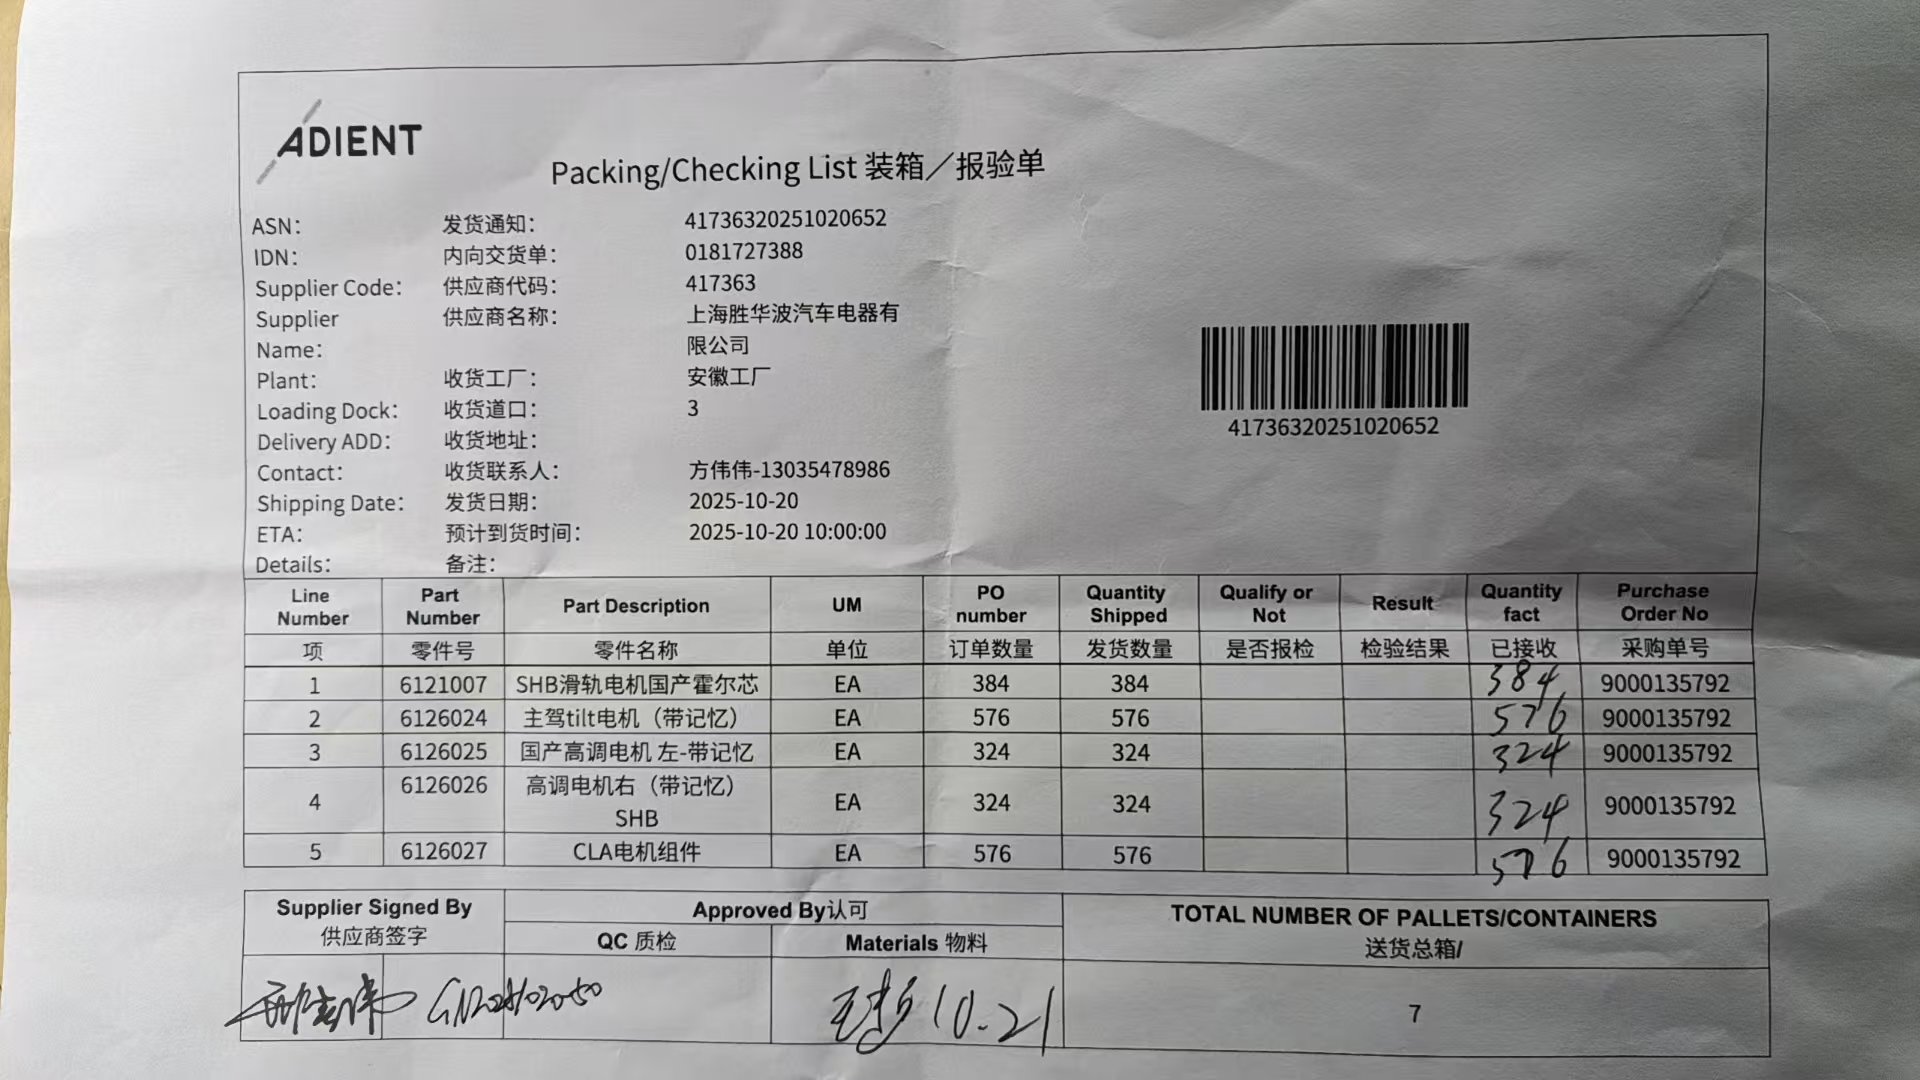 ADIENT
Packing/Checking List 装箱／报验单
ASN： 发货通知： 41736320251020652
IDN： 内向交货单： 0181727388
Supplier Code： 供应商代码： 417363
Supplier 供应商名称： 上海胜华波汽车电器有
Name： 限公司
Plant： 收货工厂： 安徽工厂
Loading Dock： 收货道口： 3
Delivery ADD： 收货地址：
Contact： 收货联系人： 方伟伟-13035478986
Shipping Date： 发货日期： 2025-10-20
ETA： 预计到货时间： 2025-10-20 10:00:00
Details： 备注：
41736320251020652
Line Number Part Number Part Description UM PO number Quantity Shipped Qualify or Not Result Quantity fact Purchase Order No
项 零件号 零件名称 单位 订单数量 发货数量 是否报检 检验结果 已接收 采购单号
1 6121007 SHB滑轨电机国产霍尔芯 EA 384 384 384 9000135792
2 6126024 主驾tilt电机（带记忆） EA 576 576 576 9000135792
3 6126025 国产高调电机 左-带记忆 EA 324 324 324 9000135792
4 6126026 高调电机右（带记忆） SHB EA 324 324 324 9000135792
5 6126027 CLA电机组件 EA 576 576 576 9000135792
Supplier Signed By Approved By认可 TOTAL NUMBER OF PALLETS/CONTAINERS
供应商签字 QC 质检 Materials 物料 送货总箱/
10.21 7